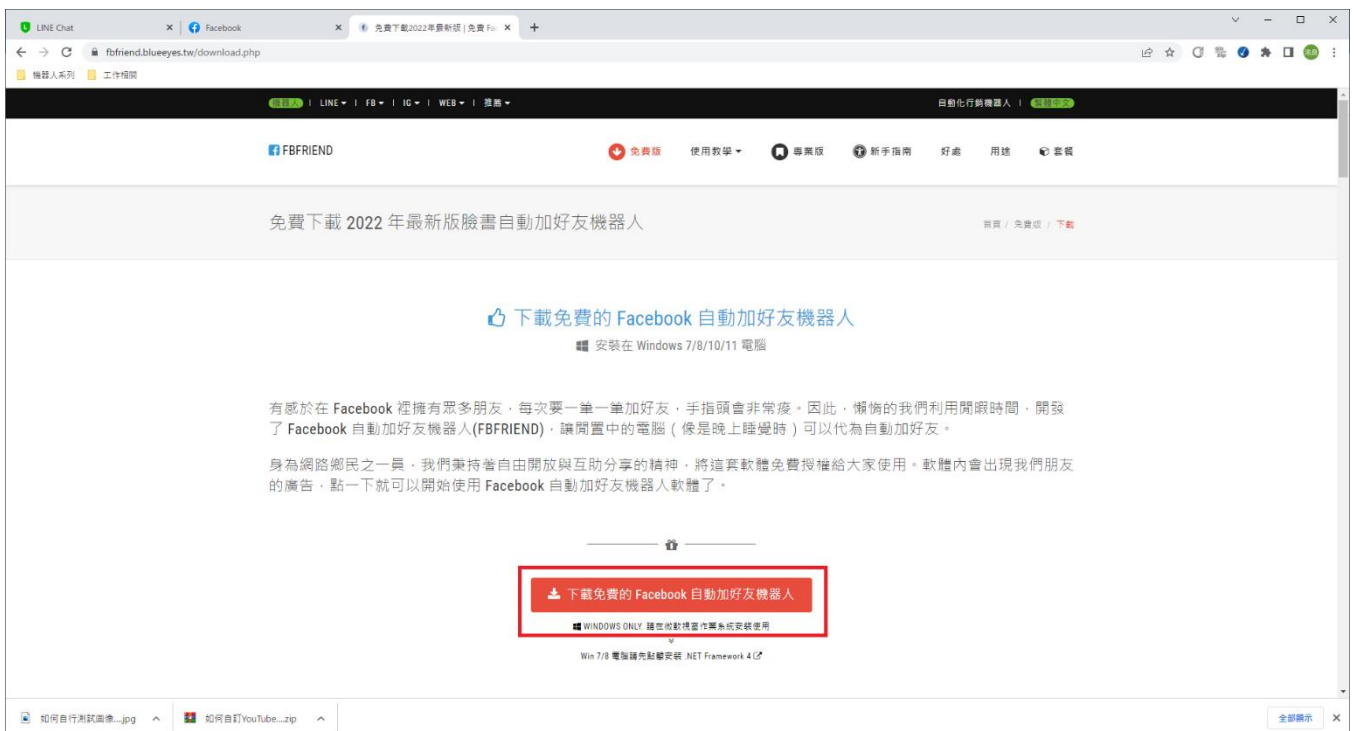 LINE Chat
Facebook
免費下載2022年最新版 | 免費 Fa
fbfriend.blueeyes.tw/download.php
機器人系列
工作相關
機器人 | LINE | FB | IG | WEB | 推薦
自動化行銷機器人 | 繁體中文
FBFRIEND
免費版 使用教學 專業版 新手指南 好處 用途 套餐
免費下載 2022 年最新版臉書自動加好友機器人
首頁 / 免費版 / 下載
下載免費的 Facebook 自動加好友機器人
安裝在 Windows 7/8/10/11 電腦
有感於在 Facebook 裡擁有眾多朋友，每次要一筆一筆加好友，手指頭會非常痠。因此，懶惰的我們利用閒暇時間，開發
了 Facebook 自動加好友機器人(FBFRIEND)，讓閒置中的電腦 ( 像是晚上睡覺時 ) 可以代為自動加好友。
身為網路鄉民之一員，我們秉持著自由開放與互助分享的精神，將這套軟體免費授權給大家使用。軟體內會出現我們朋友
的廣告，點一下就可以開始使用 Facebook 自動加好友機器人軟體了。
下載免費的 Facebook 自動加好友機器人
WINDOWS ONLY. 請在微軟視窗作業系統安裝使用
Win 7/8 電腦請先點擊安裝 .NET Framework 4
如何自行測試圖像....jpg
如何自訂YouTube....zip
全部顯示